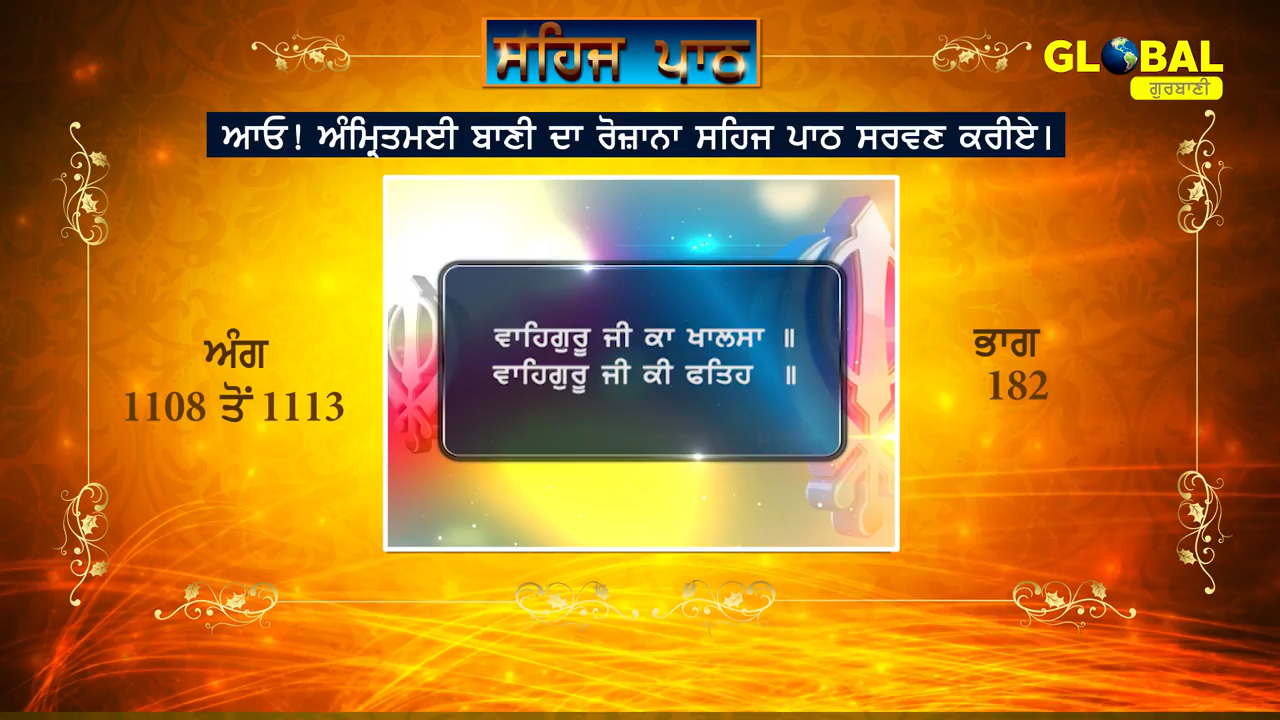 ਸਹਿਜ ਪਾਠ
GLOBAL
ਗੁਰਬਾਣੀ
ਆਓ! ਅੰਮ੍ਰਿਤਮਈ ਬਾਣੀ ਦਾ ਰੋਜ਼ਾਨਾ ਸਹਿਜ ਪਾਠ ਸਰਵਣ ਕਰੀਏ।
ਅੰਗ
1108 ਤੋਂ 1113
ਵਾਹਿਗੁਰੂ ਜੀ ਕਾ ਖਾਲਸਾ ॥
ਵਾਹਿਗੁਰੂ ਜੀ ਕੀ ਫਤਿਹ ॥
ਭਾਗ
182